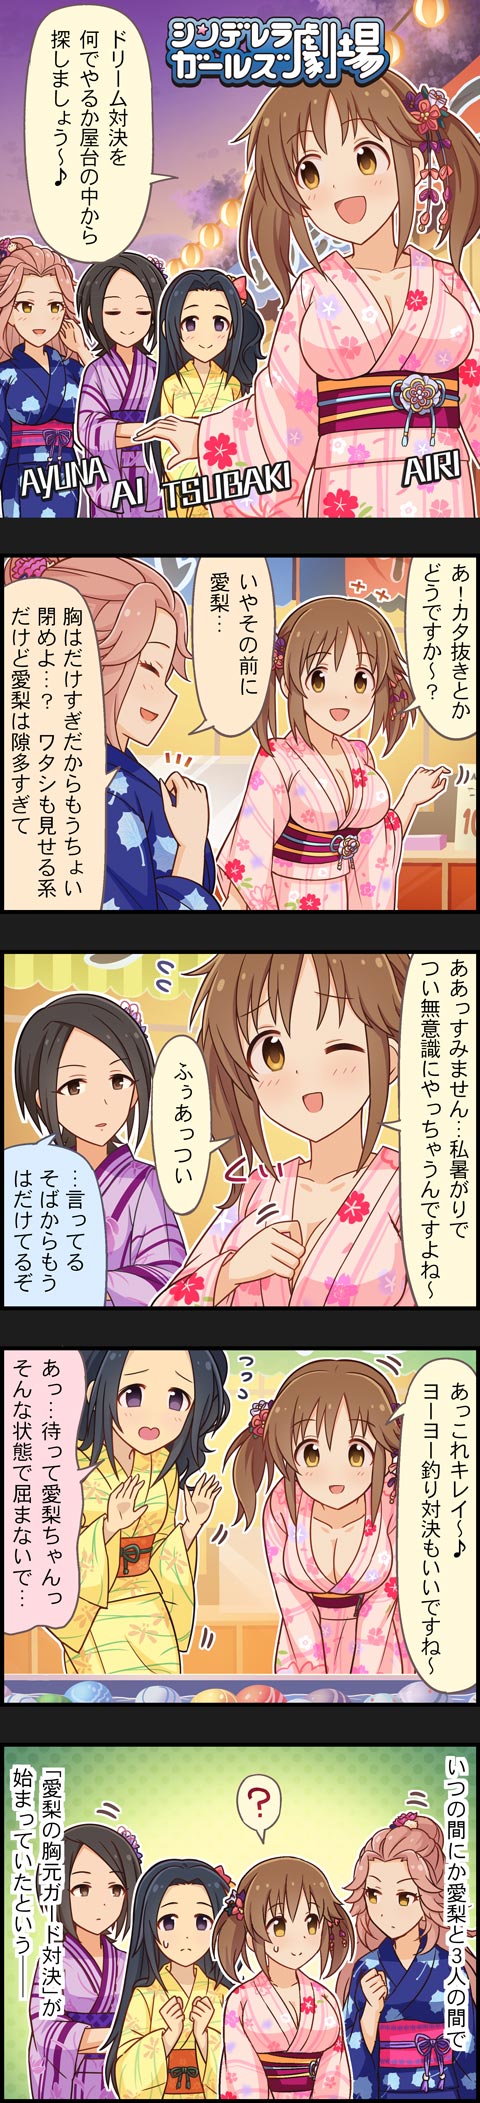 シンデレラ
ガールズ劇場
ドリーム対決を
何でやるか屋台の中から
探しましょう～♪
AYUNA
AI
TSUBAKI
AIRI
あ！カタ抜きとか
どうですか～？
いやその前に
愛梨…
胸はだけすぎだからもうちょい
閉めよ…？ ワタシも見せる系
だけど愛梨は隙多すぎて
ああっすみません…私暑がりで
つい無意識にやっちゃうんですよね～
ふぅあっつい
ぐいっ
…言ってる
そばからもう
はだけてるぞ
あっこれキレイ～♪
ヨーヨー釣り対決もいいですね～
あっ…待って愛梨ちゃんっ
そんな状態で屈まないで…
いつの間にか愛梨と3人の間で
？
「愛梨の胸元ガード対決」が
始まっていたという――